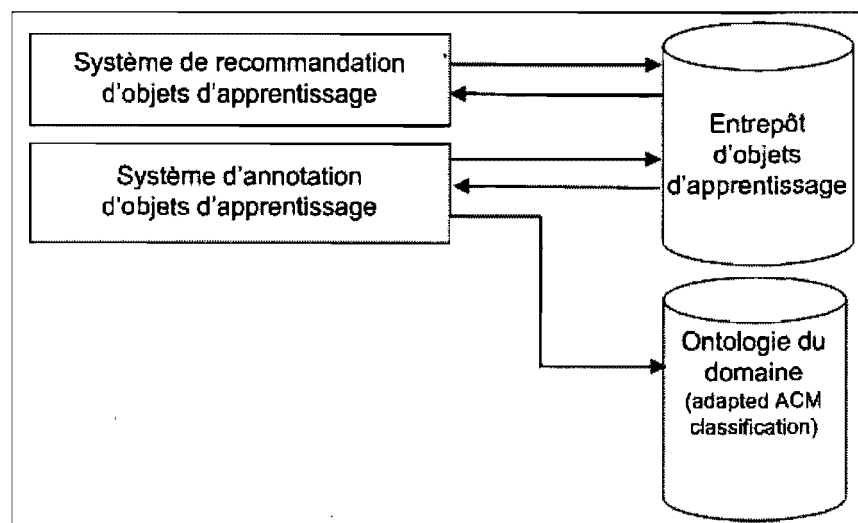 Système de recommandation
d'objets d'apprentissage
Système d'annotation
d'objets d'apprentissage
Entrepôt
d'objets
d'apprentissage
Ontologie du
domaine
(adapted ACM
classification)